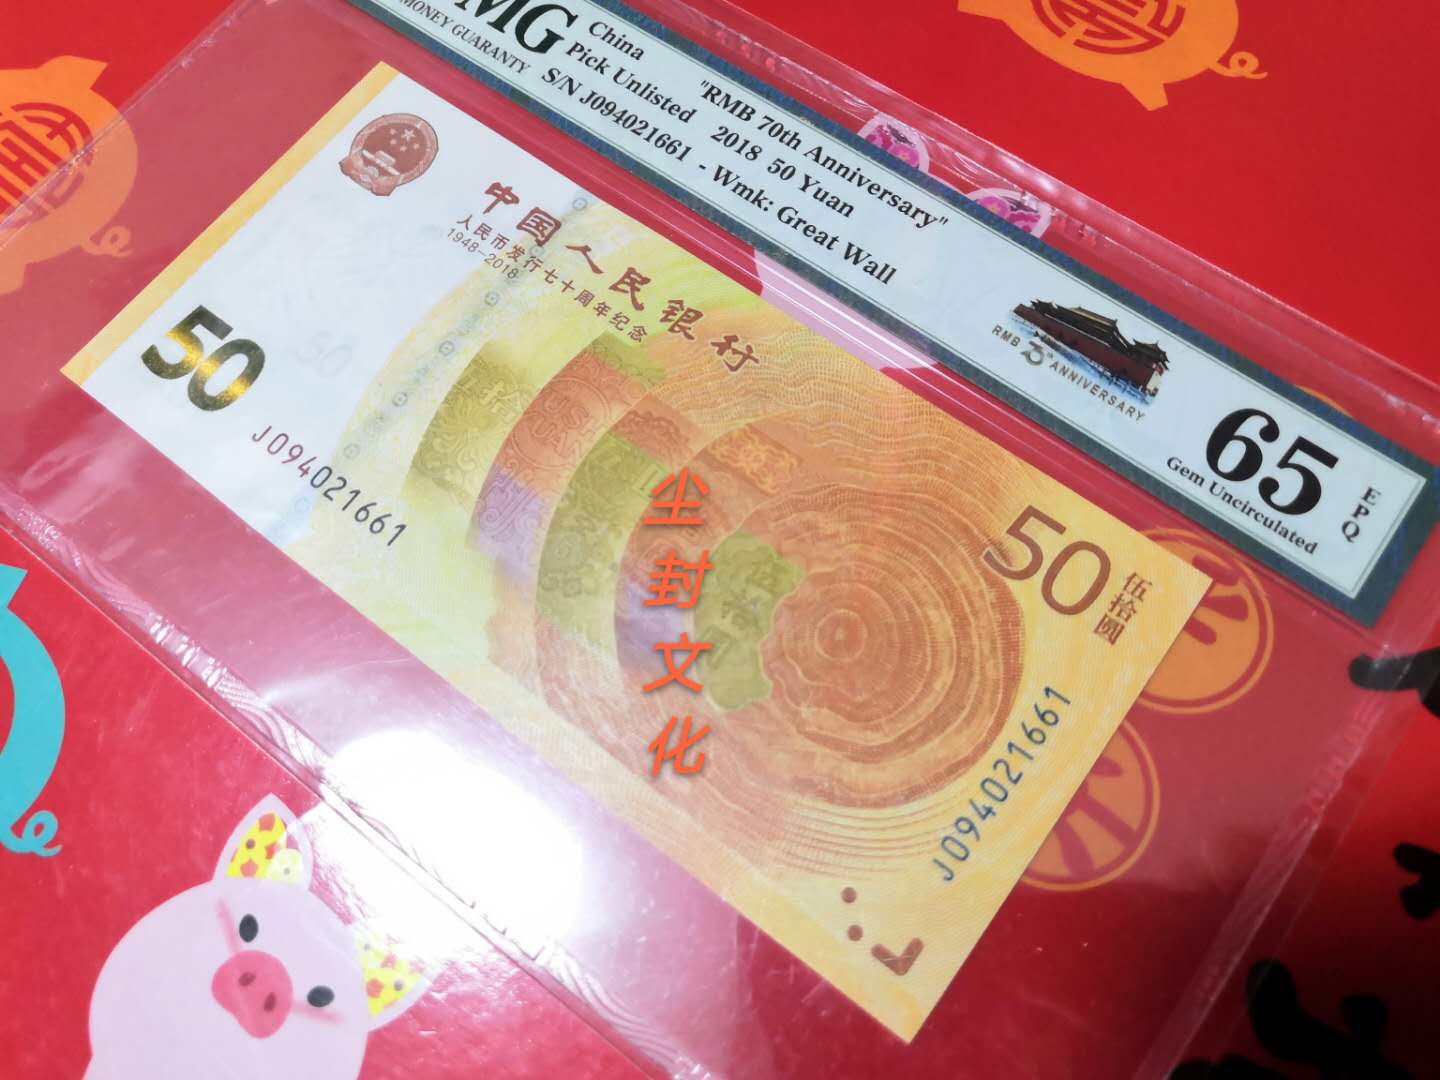 MG
MONEY GUARANTY
China
Pick Unlisted
S/N J094021661 - Wmk: Great Wall
"RMB 70th Anniversary"
2018 50 Yuan
RMB 70th ANNIVERSARY
65
EPQ
Gem Uncirculated
中国人民银行
人民币发行七十周年纪念
1948-2018
50
J094021661
50
伍拾圆
J094021661
尘封文化